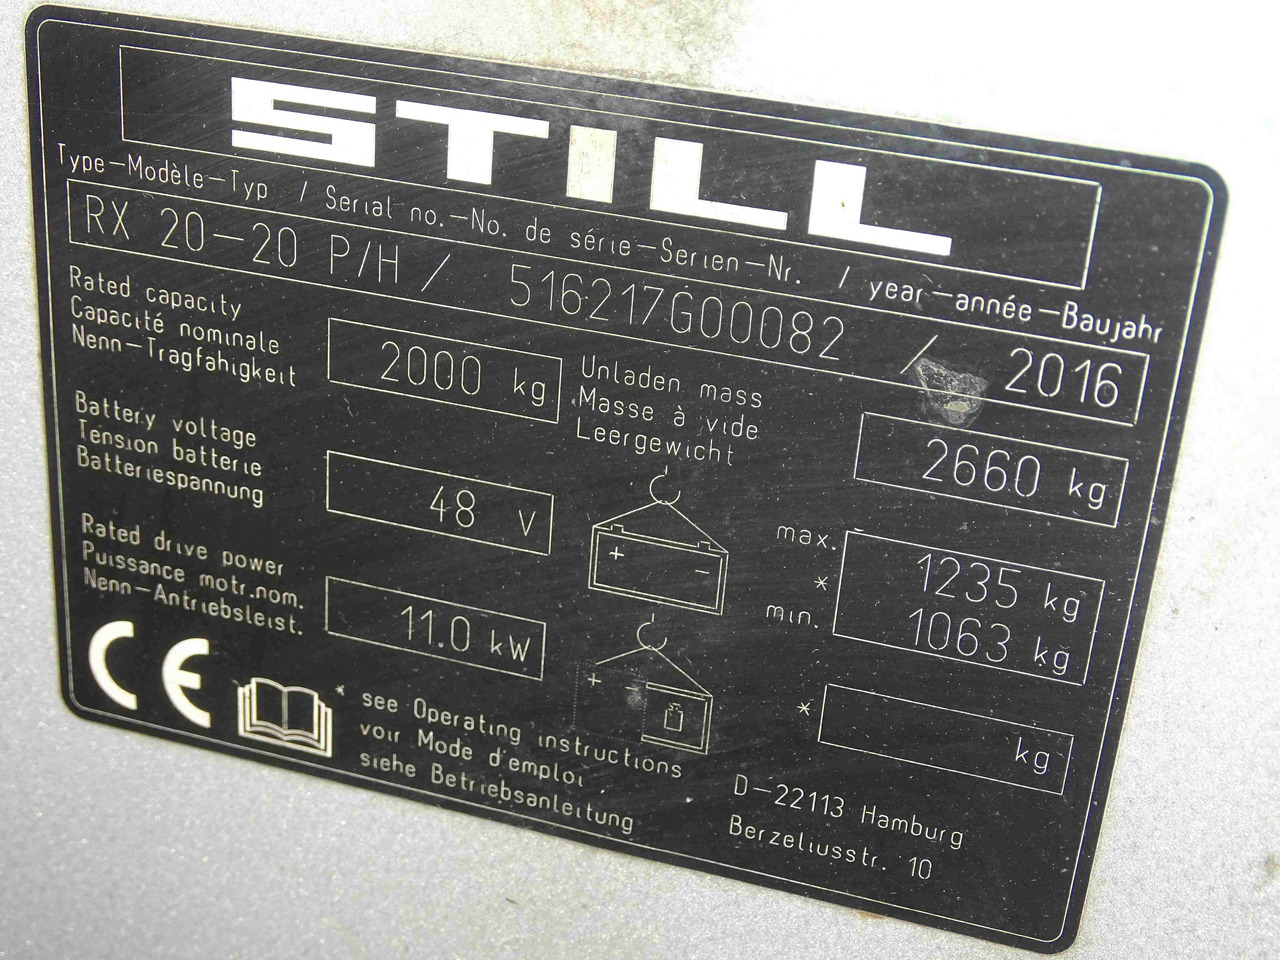 STILL
Type-Modèle-Typ / Serial no.-No. de série-Serien-Nr. / year-année-Baujahr
RX 20-20 P/H / 516217G00082 / 2016
Rated capacity
Capacité nominale
Nenn-Tragfähigkeit
2000 kg
Unladen mass
Masse à vide
Leergewicht
2660 kg
Battery voltage
Tension batterie
Batteriespannung
48 V
+ -
max. 1235 kg
*
min. 1063 kg
Rated drive power
Puissance motr.nom.
Nenn-Antriebsleist.
11.0 kW
+ -
* kg
CE
* see Operating instructions
voir Mode d'emploi
siehe Betriebsanleitung
D-22113 Hamburg
Berzeliusstr. 10